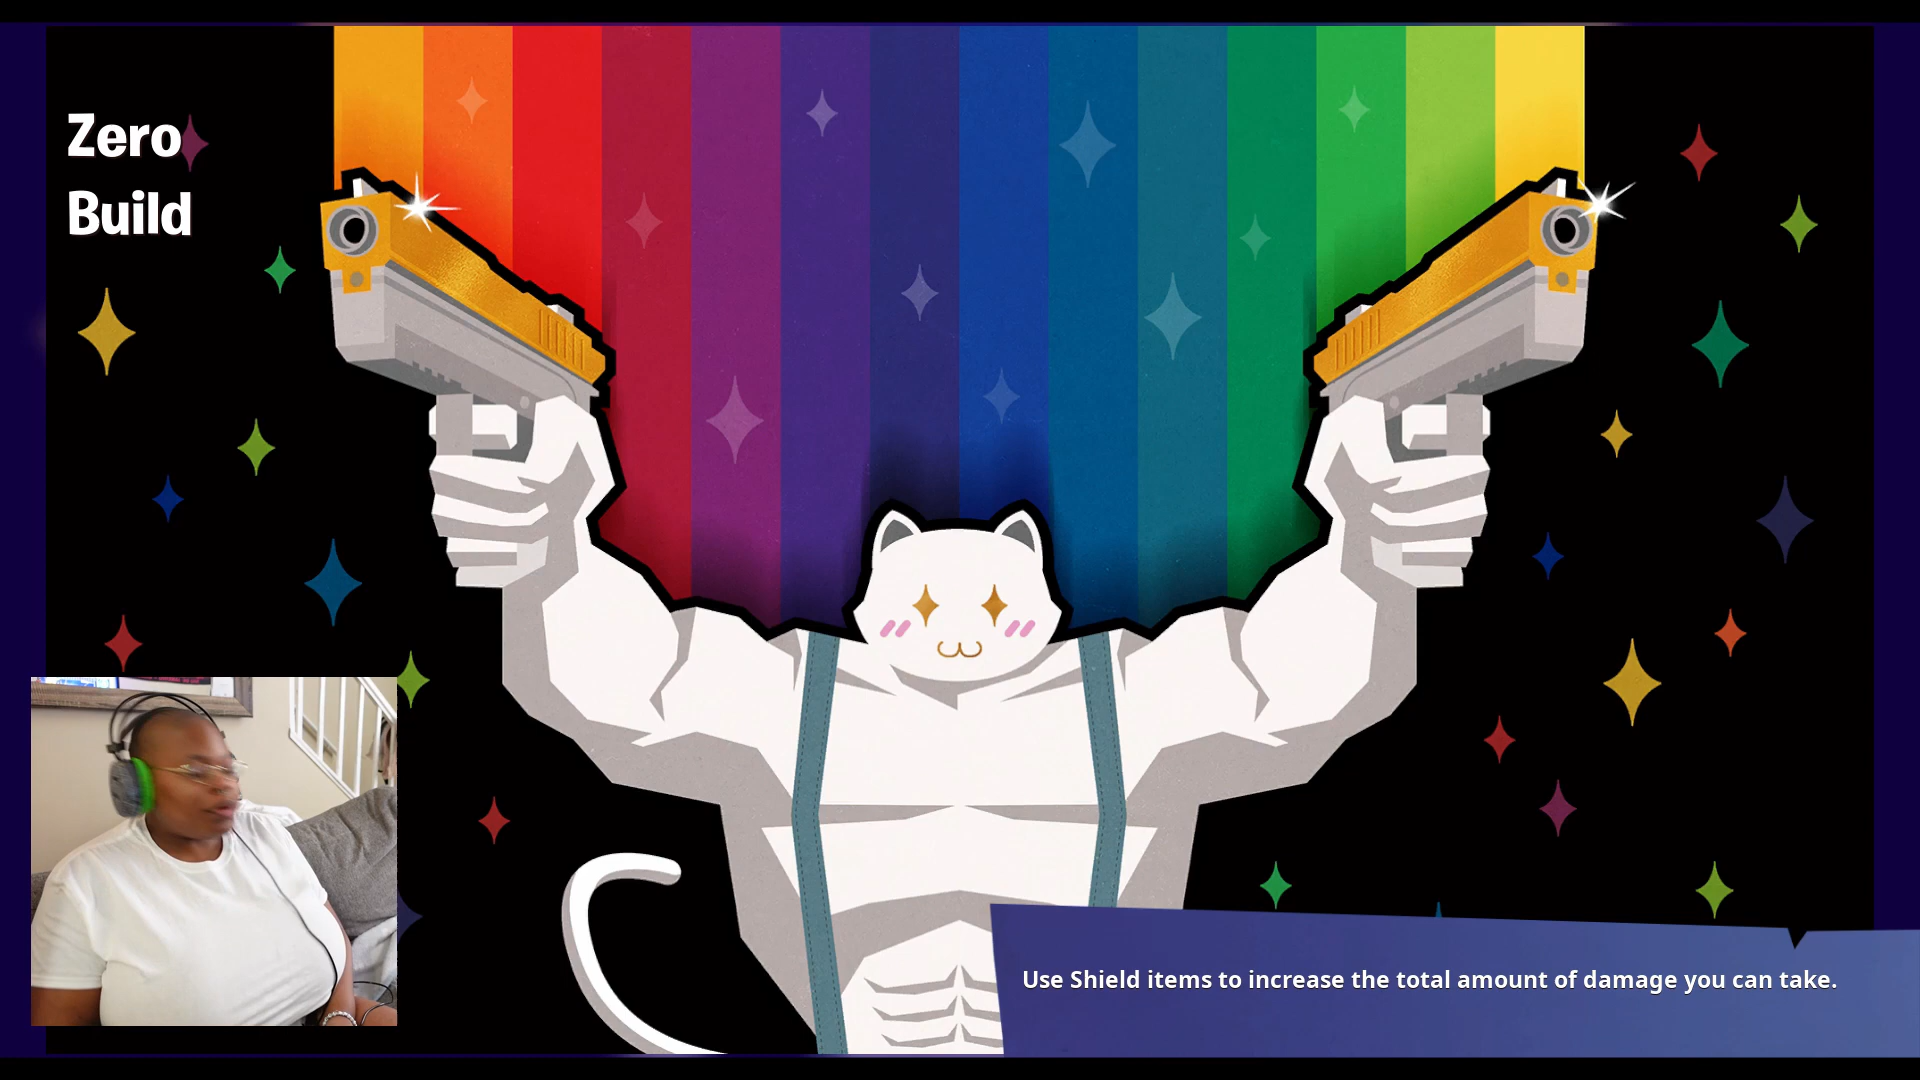 Zero
Build
Use Shield items to increase the total amount of damage you can take.